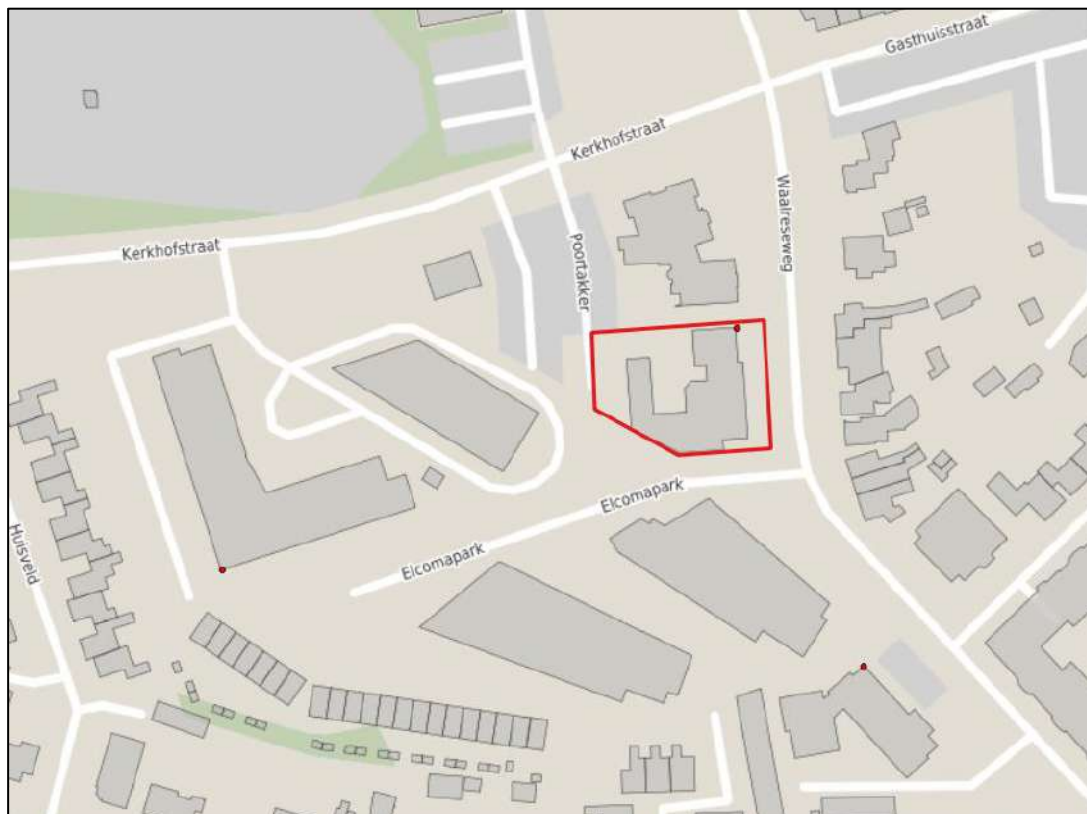 Gasthuisstraat
Kerkhofstraat
Waalreseweg
Kerkhofstraat
Poortakker
Elcomapark
Huisveld
Elcomapark